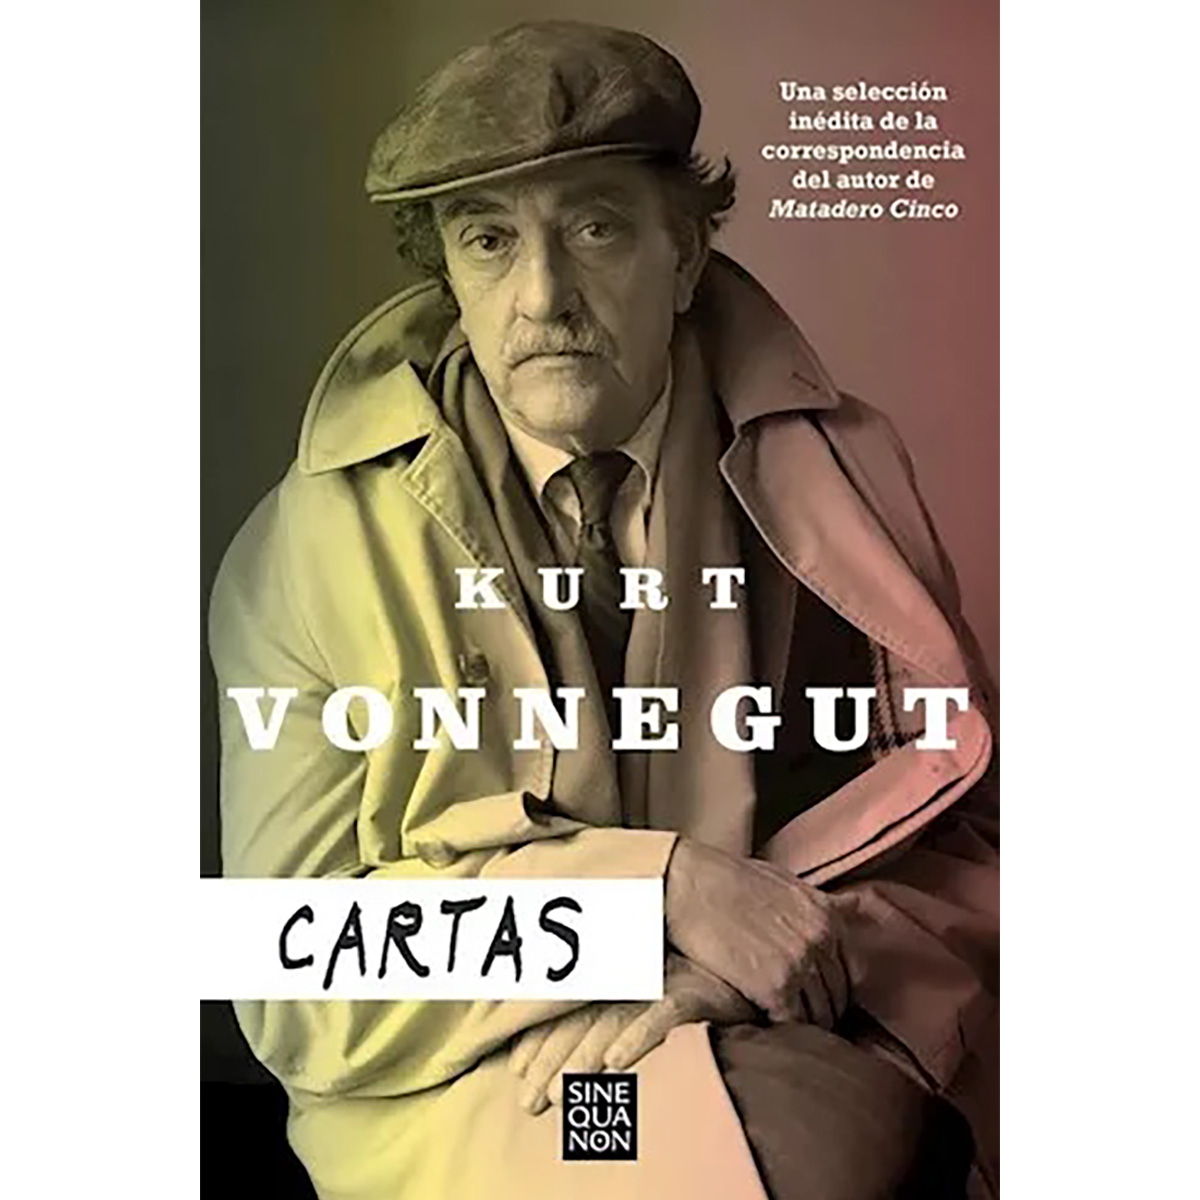 Una selección
inédita de la
correspondencia
del autor de
Matadero Cinco
KURT
VONNEGUT
CARTAS
SINE
QUA
NON